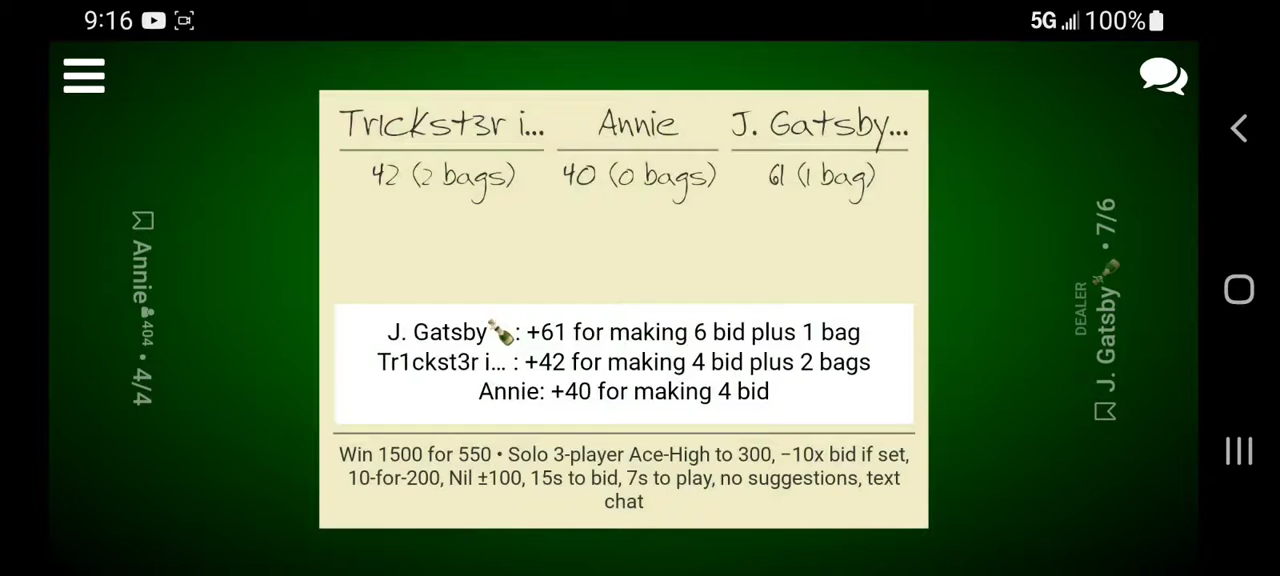 9:16
5G 100%
Tr1ckst3r i... Annie J. Gatsby...
42 (2 bags) 40 (0 bags) 61 (1 bag)
Annie 404 • 4/4
DEALER
J. Gatsby🍾 • 7/6
J. Gatsby🍾: +61 for making 6 bid plus 1 bag
Tr1ckst3r i... : +42 for making 4 bid plus 2 bags
Annie: +40 for making 4 bid
Win 1500 for 550 • Solo 3-player Ace-High to 300, −10x bid if set,
10-for-200, Nil ±100, 15s to bid, 7s to play, no suggestions, text
chat